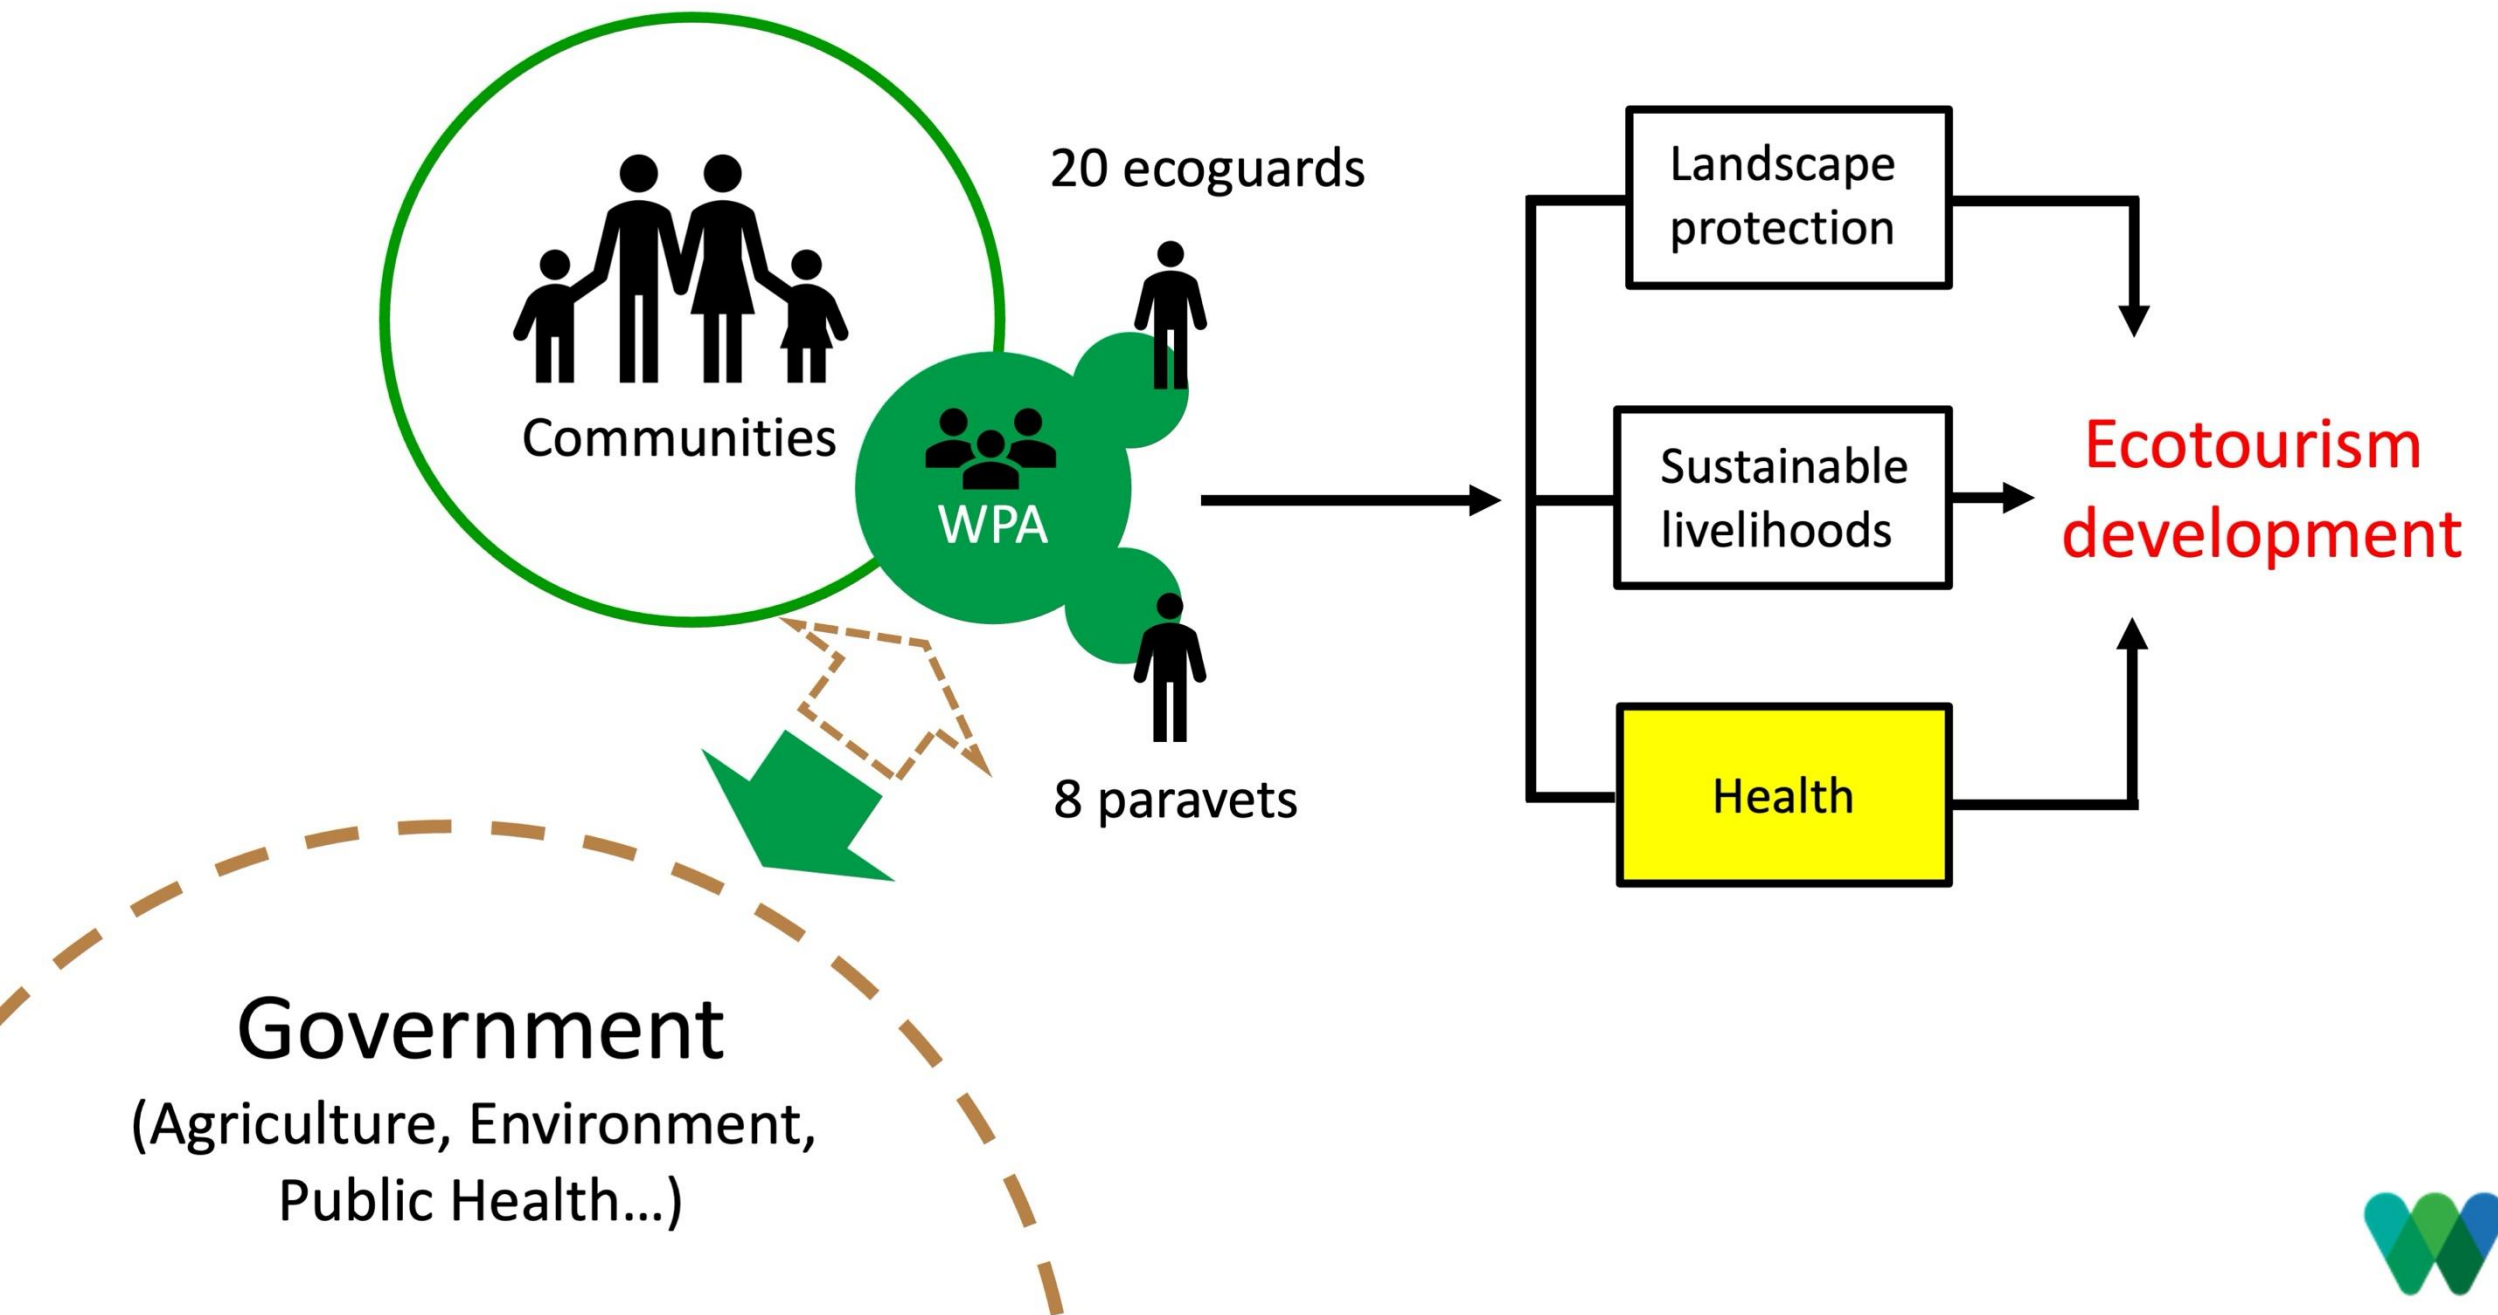 20 ecoguards
Communities
WPA
8 paravets
Landscape
protection
Sustainable
livelihoods
Health
Ecotourism
development
Government
(Agriculture, Environment,
Public Health...)